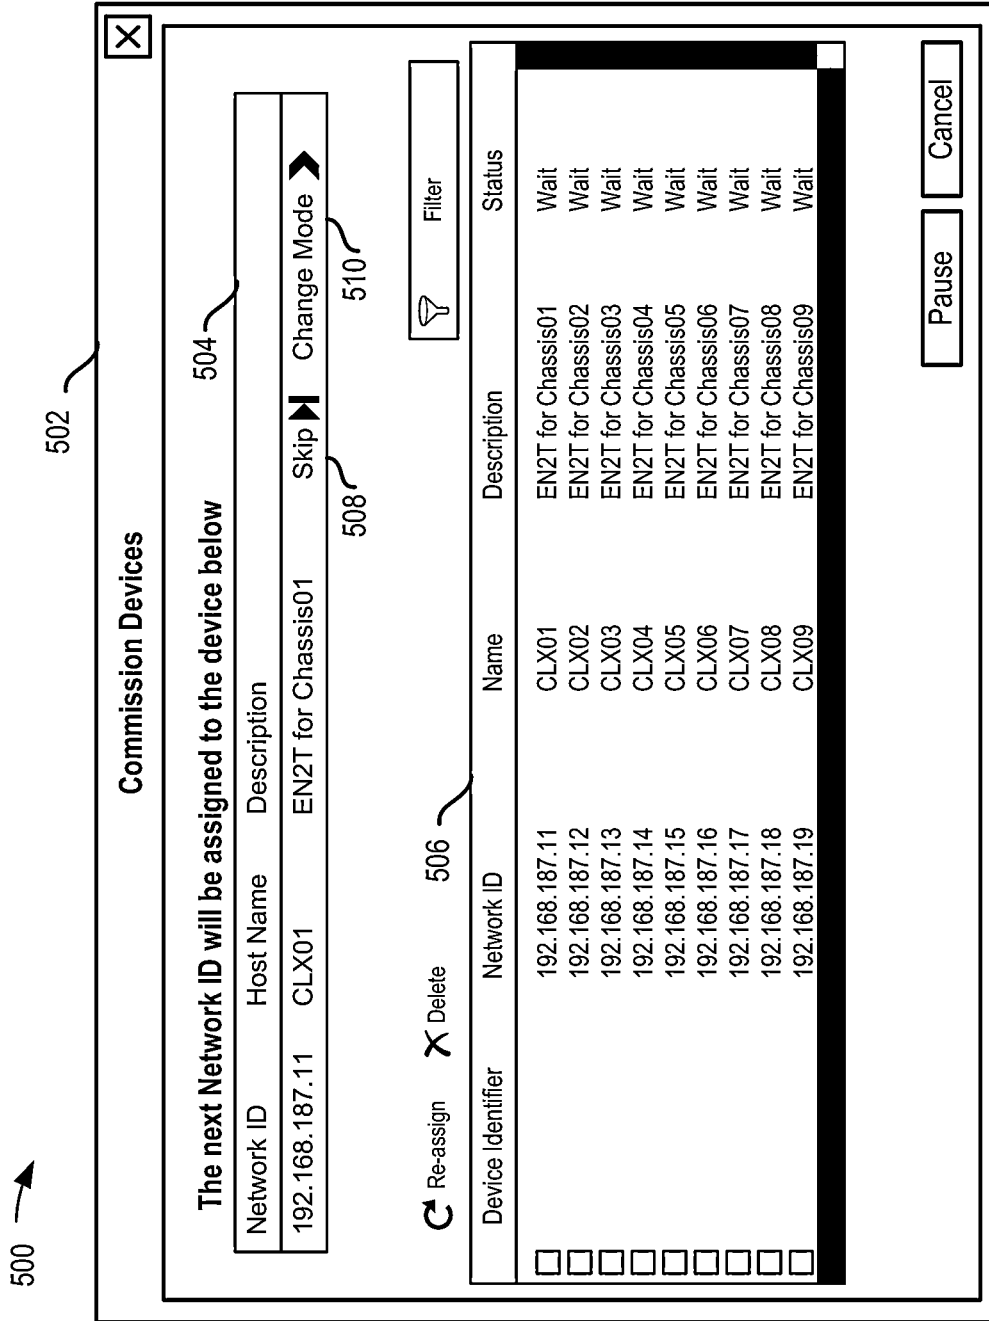 500
502
Commission Devices
The next Network ID will be assigned to the device below
504
Network ID Host Name Description
192.168.187.11 CLX01 EN2T for Chassis01 Skip Change Mode
508 510
Re-assign Delete 506 Filter
Device Identifier Network ID Name Description Status
192.168.187.11 CLX01 EN2T for Chassis01 Wait
192.168.187.12 CLX02 EN2T for Chassis02 Wait
192.168.187.13 CLX03 EN2T for Chassis03 Wait
192.168.187.14 CLX04 EN2T for Chassis04 Wait
192.168.187.15 CLX05 EN2T for Chassis05 Wait
192.168.187.16 CLX06 EN2T for Chassis06 Wait
192.168.187.17 CLX07 EN2T for Chassis07 Wait
192.168.187.18 CLX08 EN2T for Chassis08 Wait
192.168.187.19 CLX09 EN2T for Chassis09 Wait
Pause Cancel